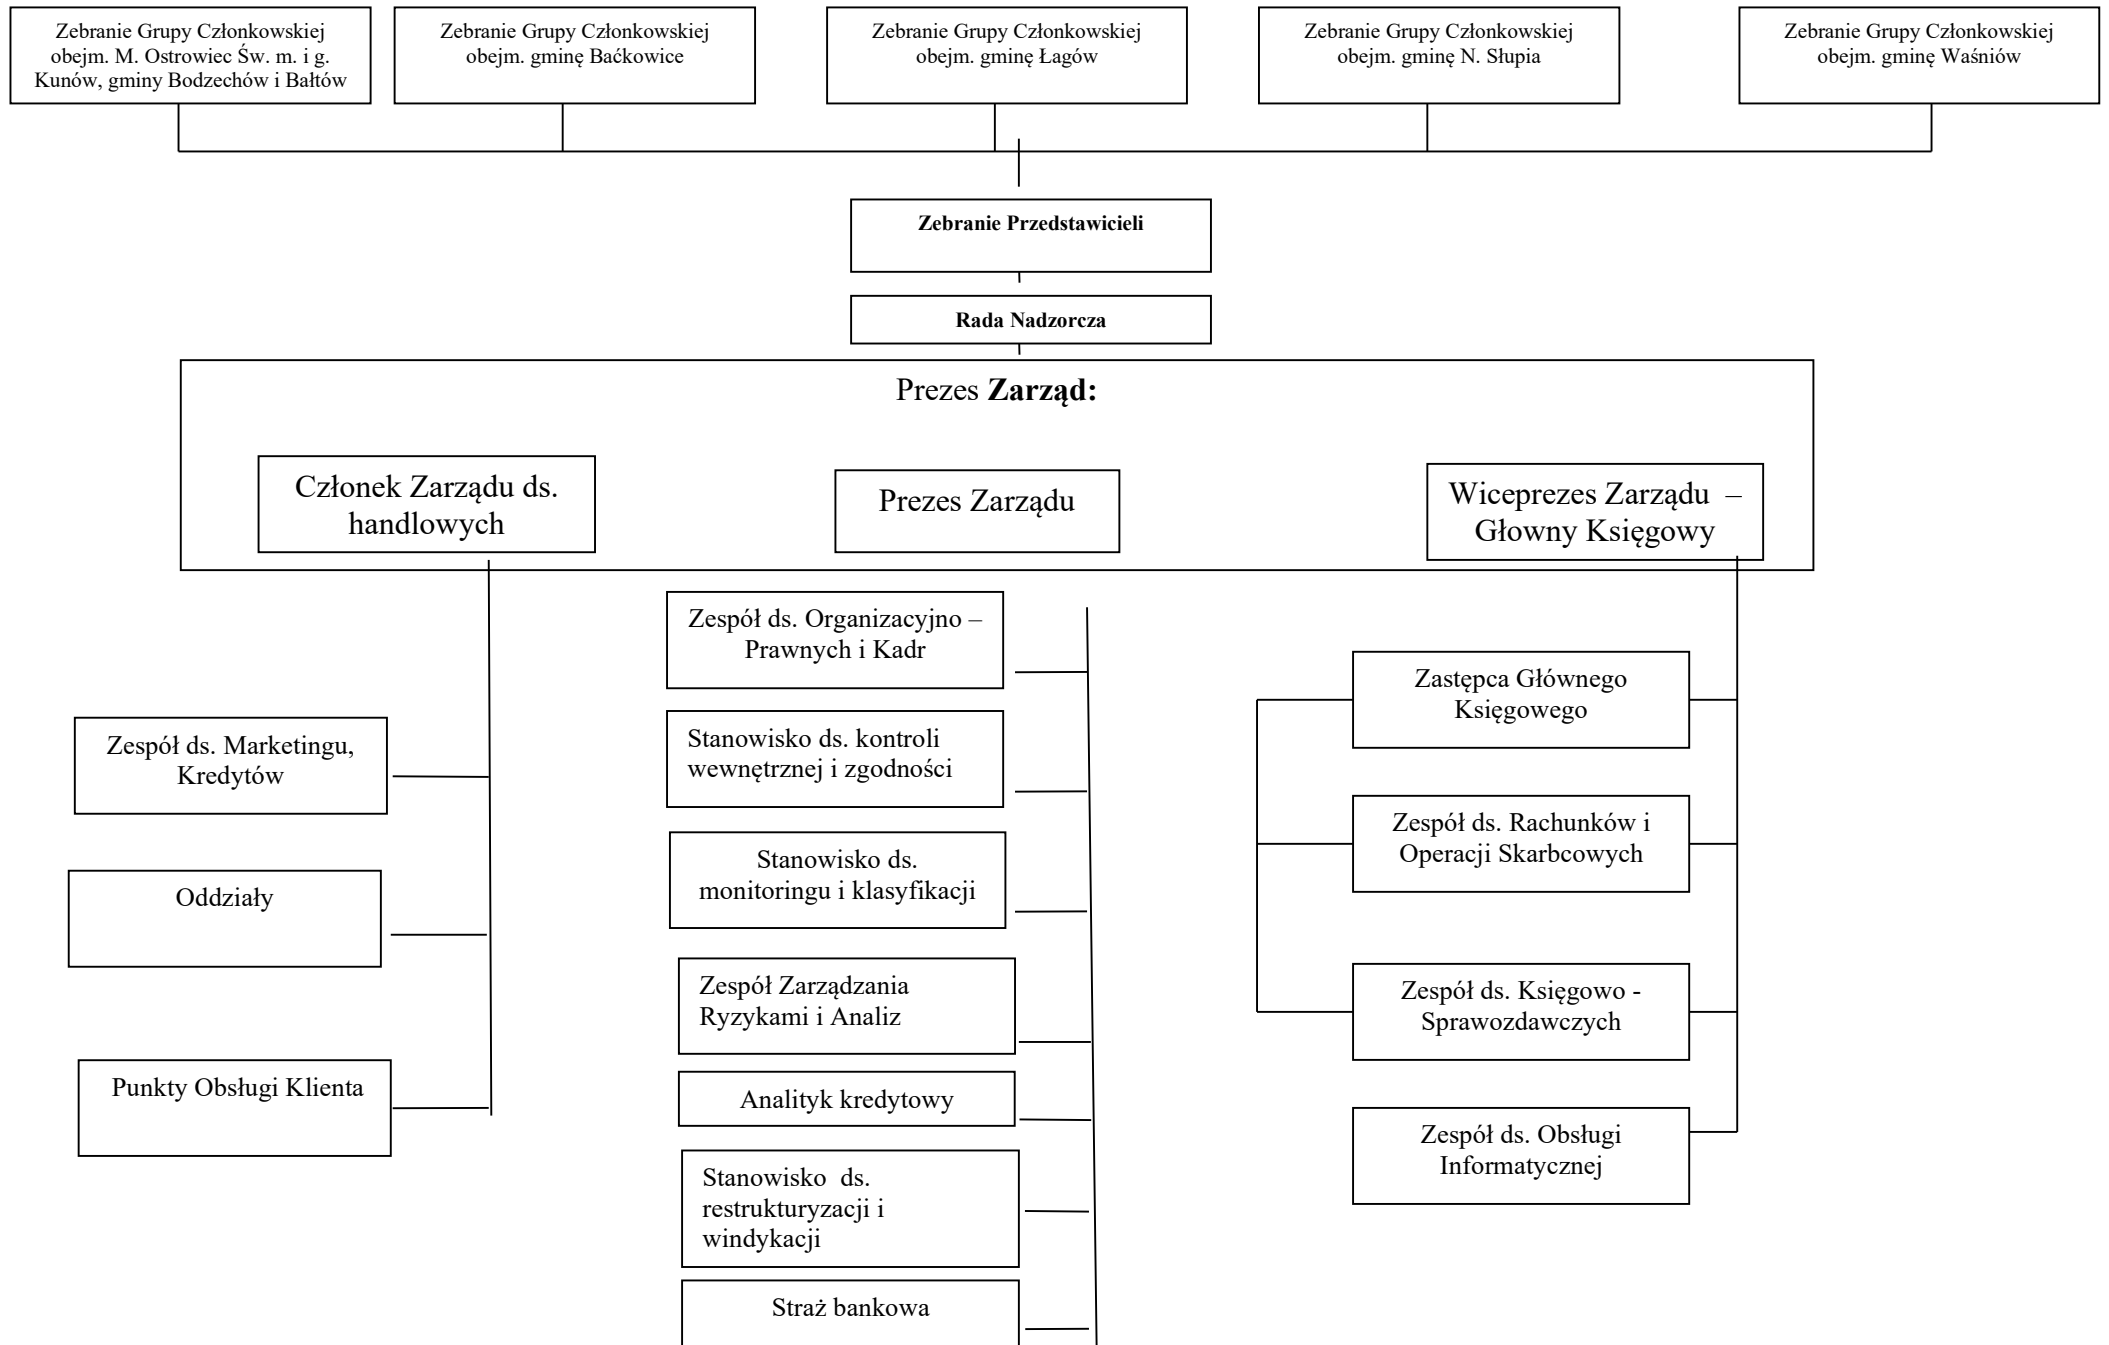 Zebranie Grupy Członkowskiej
obejm. M. Ostrowiec Św. m. i g.
Kunów, gminy Bodzechów i Bałtów
Zebranie Grupy Członkowskiej
obejm. gminę Baćkowice
Zebranie Grupy Członkowskiej
obejm. gminę Łagów
Zebranie Grupy Członkowskiej
obejm. gminę N. Słupia
Zebranie Grupy Członkowskiej
obejm. gminę Waśniów
Zebranie Przedstawicieli
Rada Nadzorcza
Prezes Zarząd:
Członek Zarządu ds.
handlowych
Prezes Zarządu
Wiceprezes Zarządu –
Głowny Księgowy
Zespół ds. Marketingu,
Kredytów
Oddziały
Punkty Obsługi Klienta
Zespół ds. Organizacyjno –
Prawnych i Kadr
Stanowisko ds. kontroli
wewnętrznej i zgodności
Stanowisko ds.
monitoringu i klasyfikacji
Zespół Zarządzania
Ryzykami i Analiz
Analityk kredytowy
Stanowisko ds.
restrukturyzacji i
windykacji
Straż bankowa
Zastępca Głównego
Księgowego
Zespół ds. Rachunków i
Operacji Skarbcowych
Zespół ds. Księgowo -
Sprawozdawczych
Zespół ds. Obsługi
Informatycznej